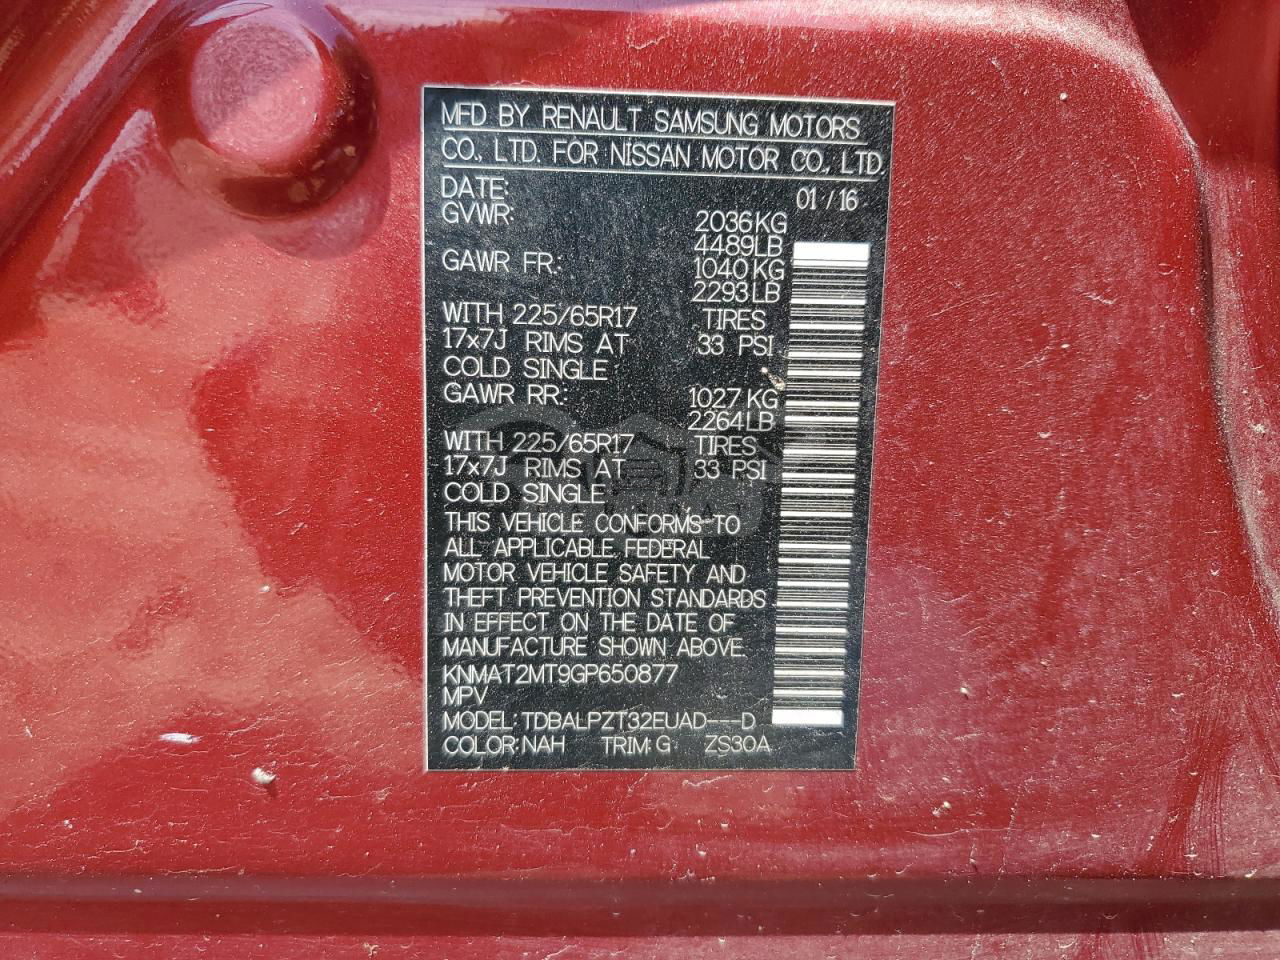 MFD BY RENAULT SAMSUNG MOTORS
CO., LTD. FOR NISSAN MOTOR CO., LTD.
DATE: 01 / 16
GVWR: 2036KG
4489LB
GAWR FR.: 1040KG
2293LB
WITH 225/65R17 TIRES
17x7J RIMS AT 33 PSI
COLD SINGLE
GAWR RR.: 1027KG
2264LB
WITH 225/65R17 TIRES
17x7J RIMS AT 33 PSI
COLD SINGLE
THIS VEHICLE CONFORMS TO
ALL APPLICABLE FEDERAL
MOTOR VEHICLE SAFETY AND
THEFT PREVENTION STANDARDS
IN EFFECT ON THE DATE OF
MANUFACTURE SHOWN ABOVE.
KNMAT2MT9GP650877
MPV
MODEL: TDBALPZT32EUAD---D
COLOR: NAH TRIM: G ZS30A